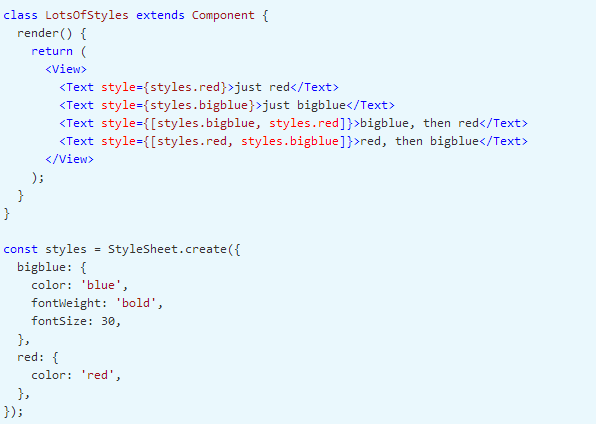 class LotsOfStyles extends Component {
  render() {
    return (
      <View>
        <Text style={styles.red}>just red</Text>
        <Text style={styles.bigblue}>just bigblue</Text>
        <Text style={[styles.bigblue, styles.red]}>bigblue, then red</Text>
        <Text style={[styles.red, styles.bigblue]}>red, then bigblue</Text>
      </View>
    );
  }
}

const styles = StyleSheet.create({
  bigblue: {
    color: 'blue',
    fontWeight: 'bold',
    fontSize: 30,
  },
  red: {
    color: 'red',
  },
});